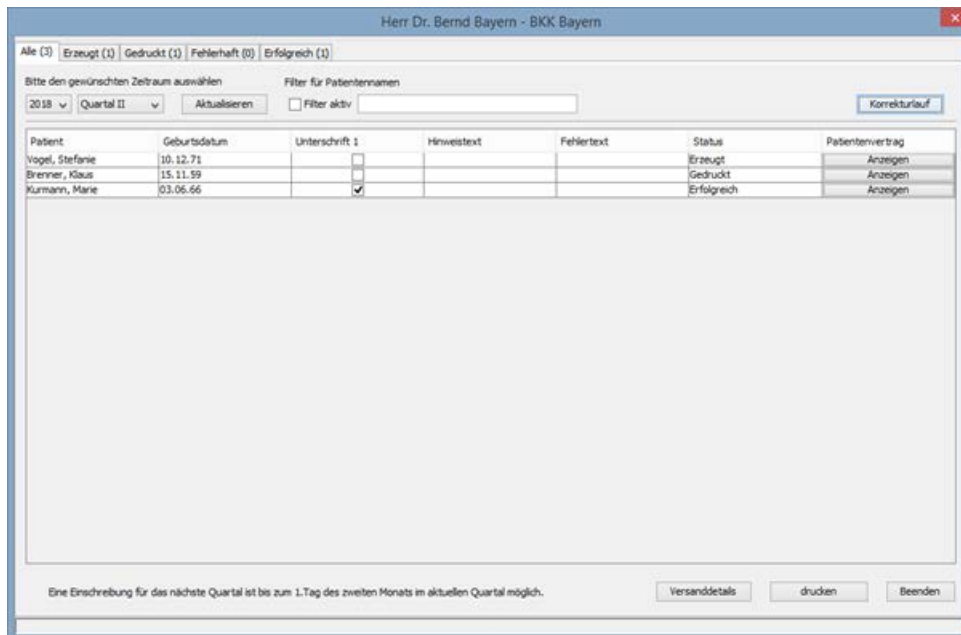 Herr Dr. Bernd Bayern - BKK Bayern
Alle (3) Erzeugt (1) Gedruckt (1) Fehlerhaft (0) Erfolgreich (1)
Bitte den gewünschten Zeitraum auswählen Filter für Patientennamen
2018 Quartal II Aktualisieren Filter aktiv Korrekturlauf
Patient Geburtsdatum Unterschrift 1 Hinweistext Fehlertext Status Patientenvertrag
Vogel, Stefanie 10.12.71 Erzeugt Anzeigen
Brenner, Klaus 15.11.59 Gedruckt Anzeigen
Kurmann, Marie 03.06.66 Erfolgreich Anzeigen
Eine Einschreibung für das nächste Quartal ist bis zum 1.Tag des zweiten Monats im aktuellen Quartal möglich. Versanddetails drucken Beenden